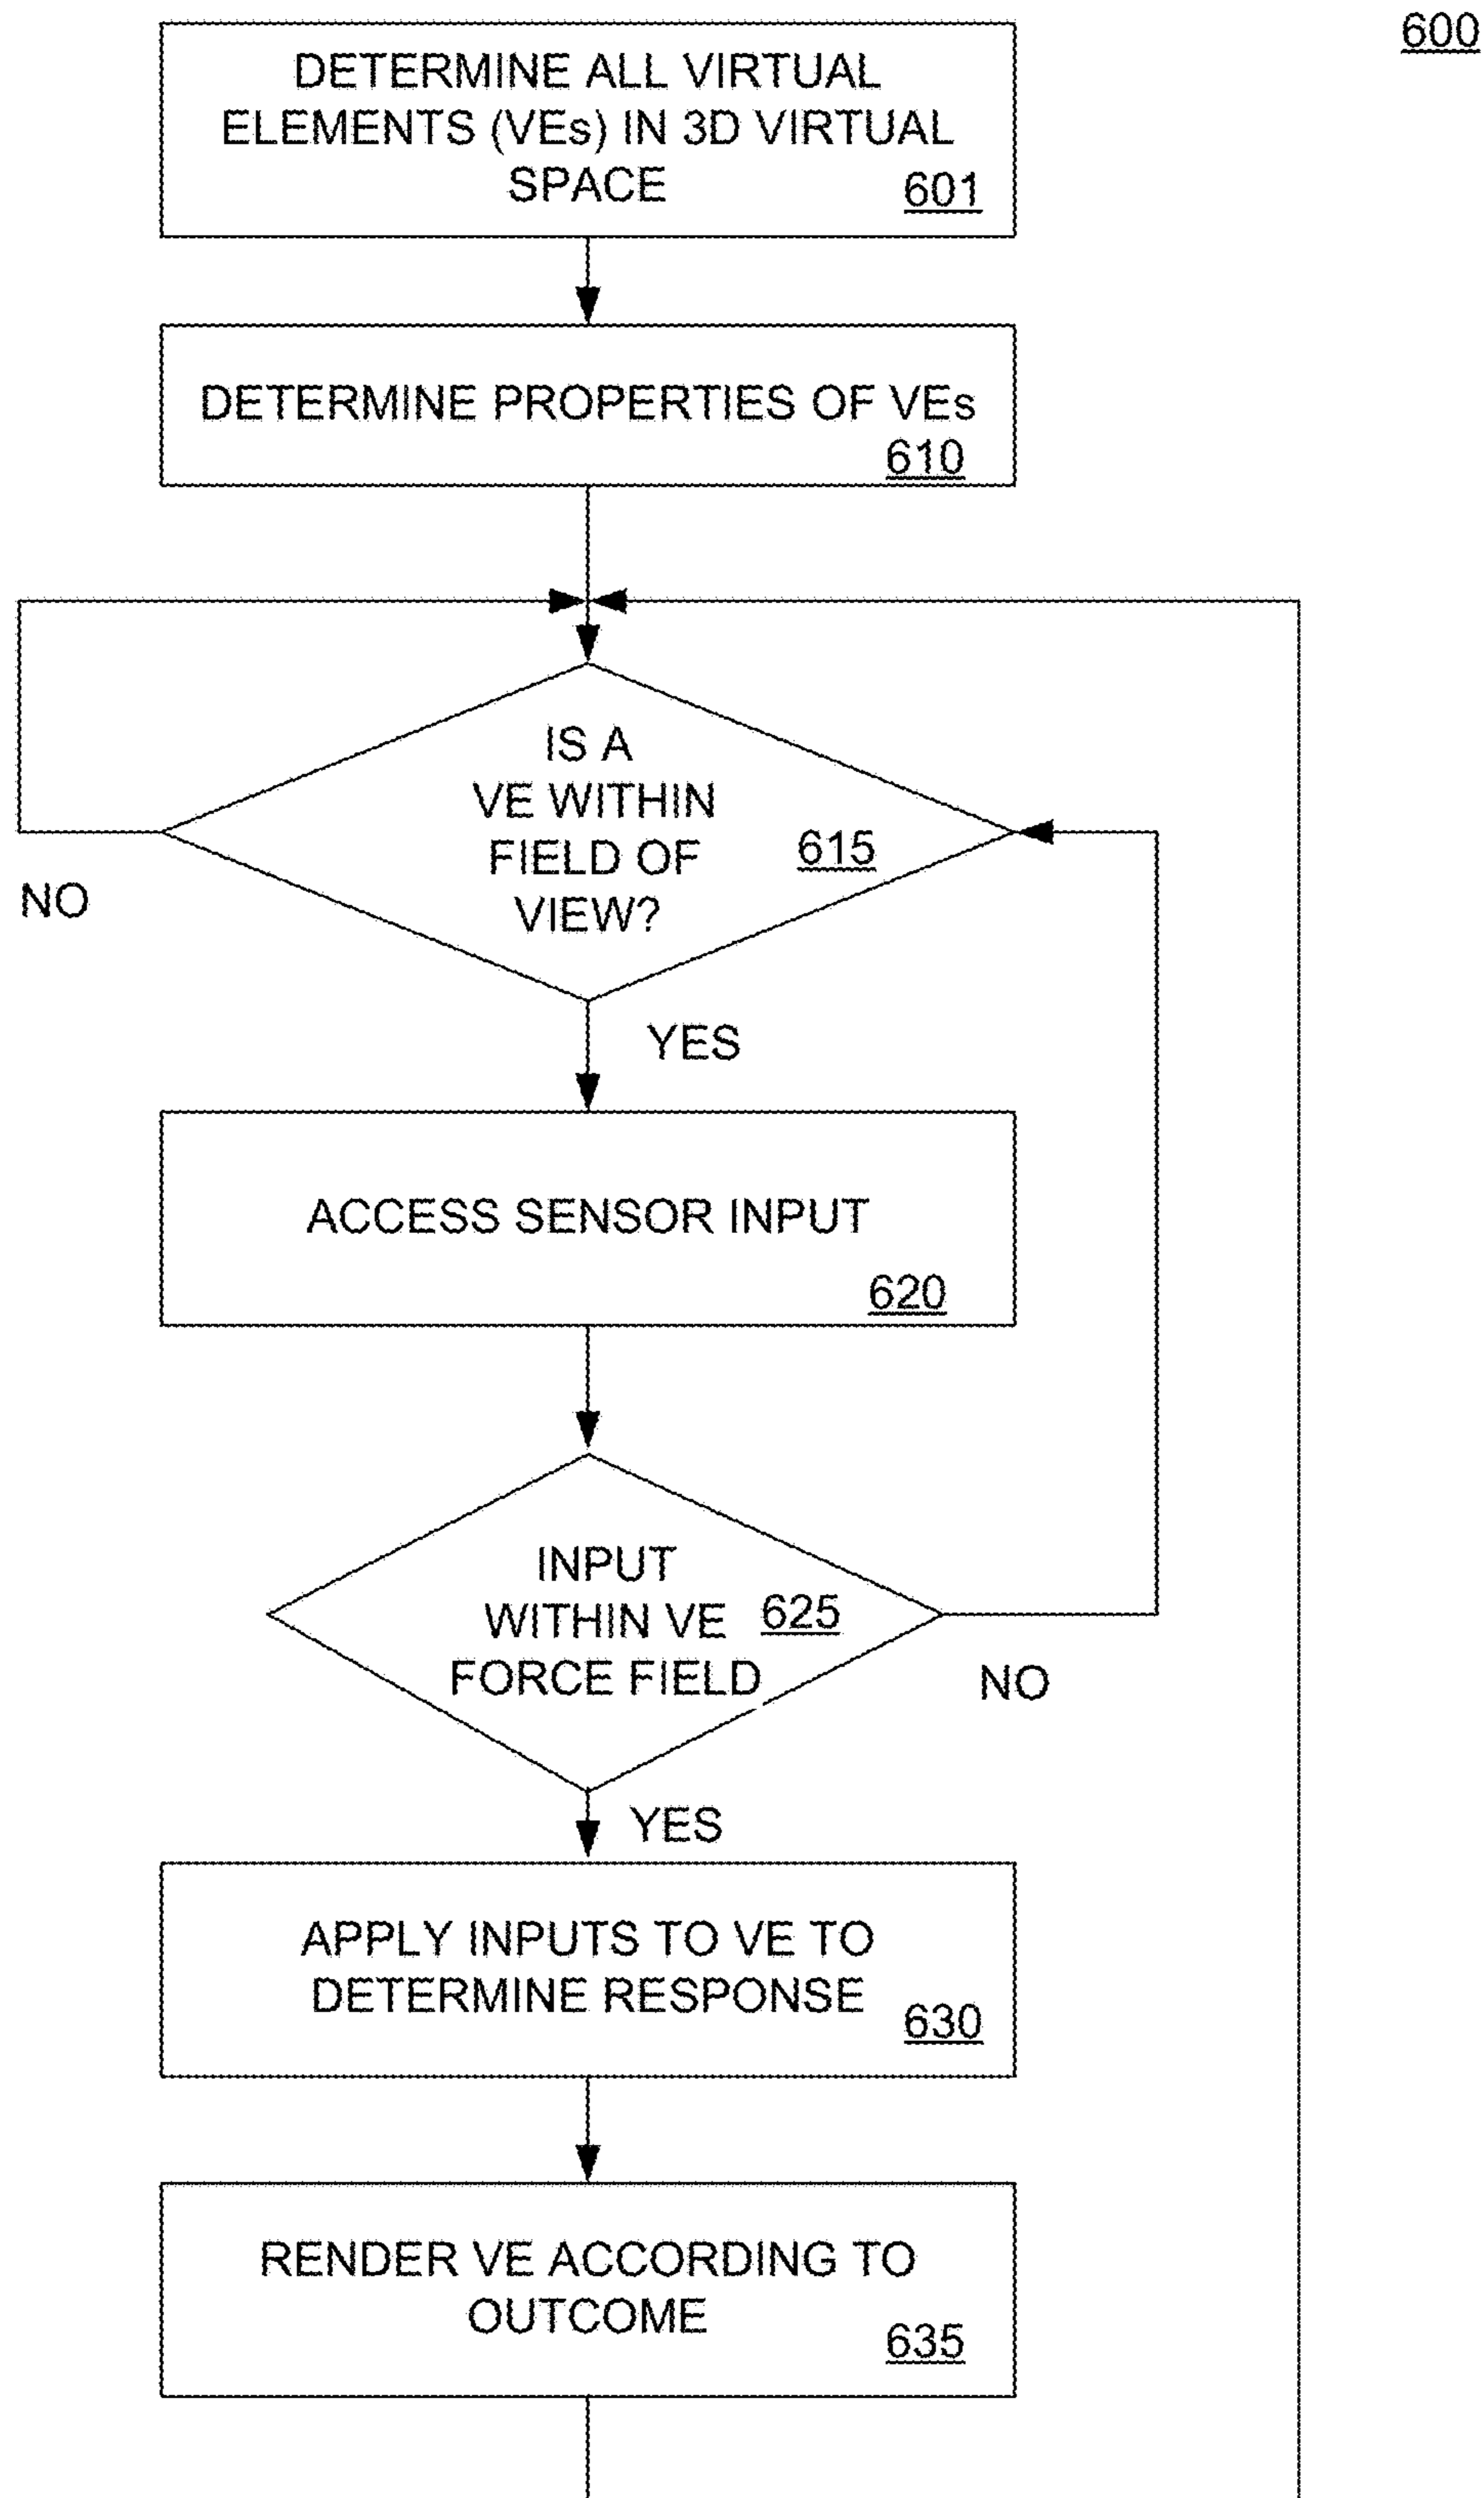 600
DETERMINE ALL VIRTUAL
ELEMENTS (VEs) IN 3D VIRTUAL
SPACE
601
DETERMINE PROPERTIES OF VEs
610
IS A
VE WITHIN
FIELD OF
VIEW?
615
NO
YES
ACCESS SENSOR INPUT
620
INPUT
WITHIN VE
FORCE FIELD
625
NO
YES
APPLY INPUTS TO VE TO
DETERMINE RESPONSE
630
RENDER VE ACCORDING TO
OUTCOME
635